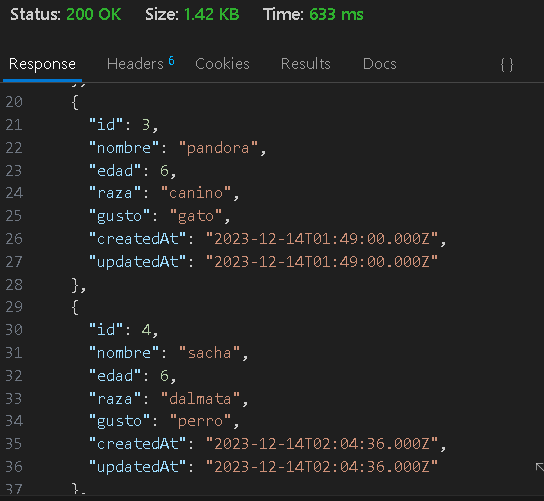 Status: 200 OK Size: 1.42 KB Time: 633 ms
Response Headers 6 Cookies Results Docs { }
},
20 {
21 "id": 3,
22 "nombre": "pandora",
23 "edad": 6,
24 "raza": "canino",
25 "gusto": "gato",
26 "createdAt": "2023-12-14T01:49:00.000Z",
27 "updatedAt": "2023-12-14T01:49:00.000Z"
28 },
29 {
30 "id": 4,
31 "nombre": "sacha",
32 "edad": 6,
33 "raza": "dalmata",
34 "gusto": "perro",
35 "createdAt": "2023-12-14T02:04:36.000Z",
36 "updatedAt": "2023-12-14T02:04:36.000Z"
37 },